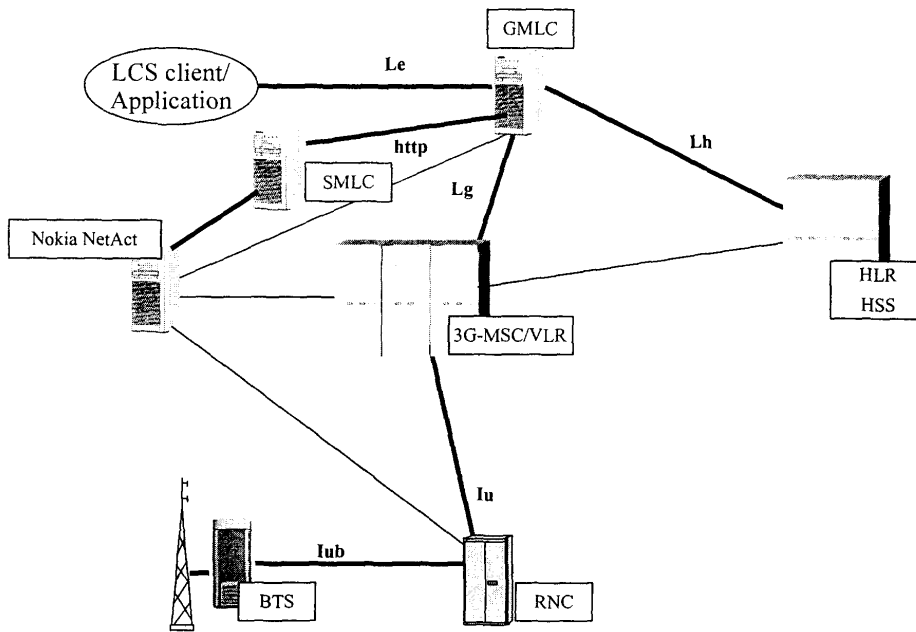 GMLC
Le
LCS client/
Application
http
Lh
SMLC
Lg
Nokia NetAct
HLR
HSS
3G-MSC/VLR
Iu
Iub
BTS
RNC